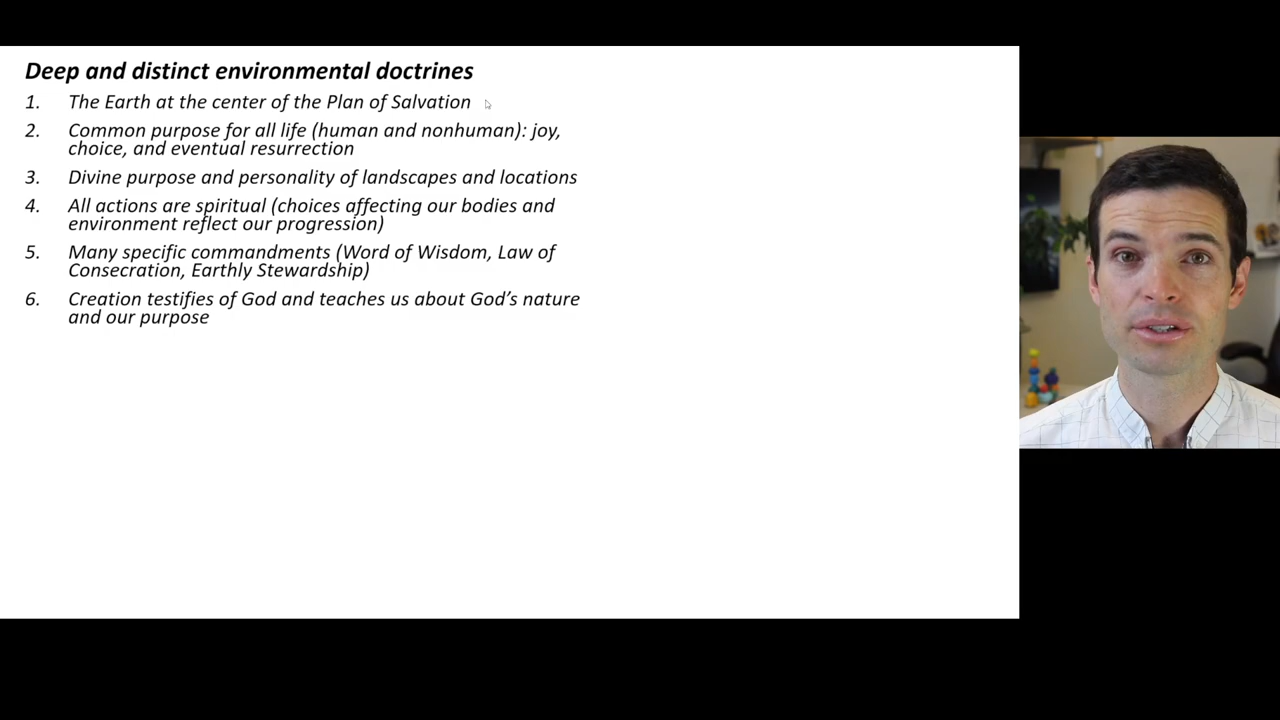 Deep and distinct environmental doctrines
1. The Earth at the center of the Plan of Salvation
2. Common purpose for all life (human and nonhuman): joy,
choice, and eventual resurrection
3. Divine purpose and personality of landscapes and locations
4. All actions are spiritual (choices affecting our bodies and
environment reflect our progression)
5. Many specific commandments (Word of Wisdom, Law of
Consecration, Earthly Stewardship)
6. Creation testifies of God and teaches us about God’s nature
and our purpose